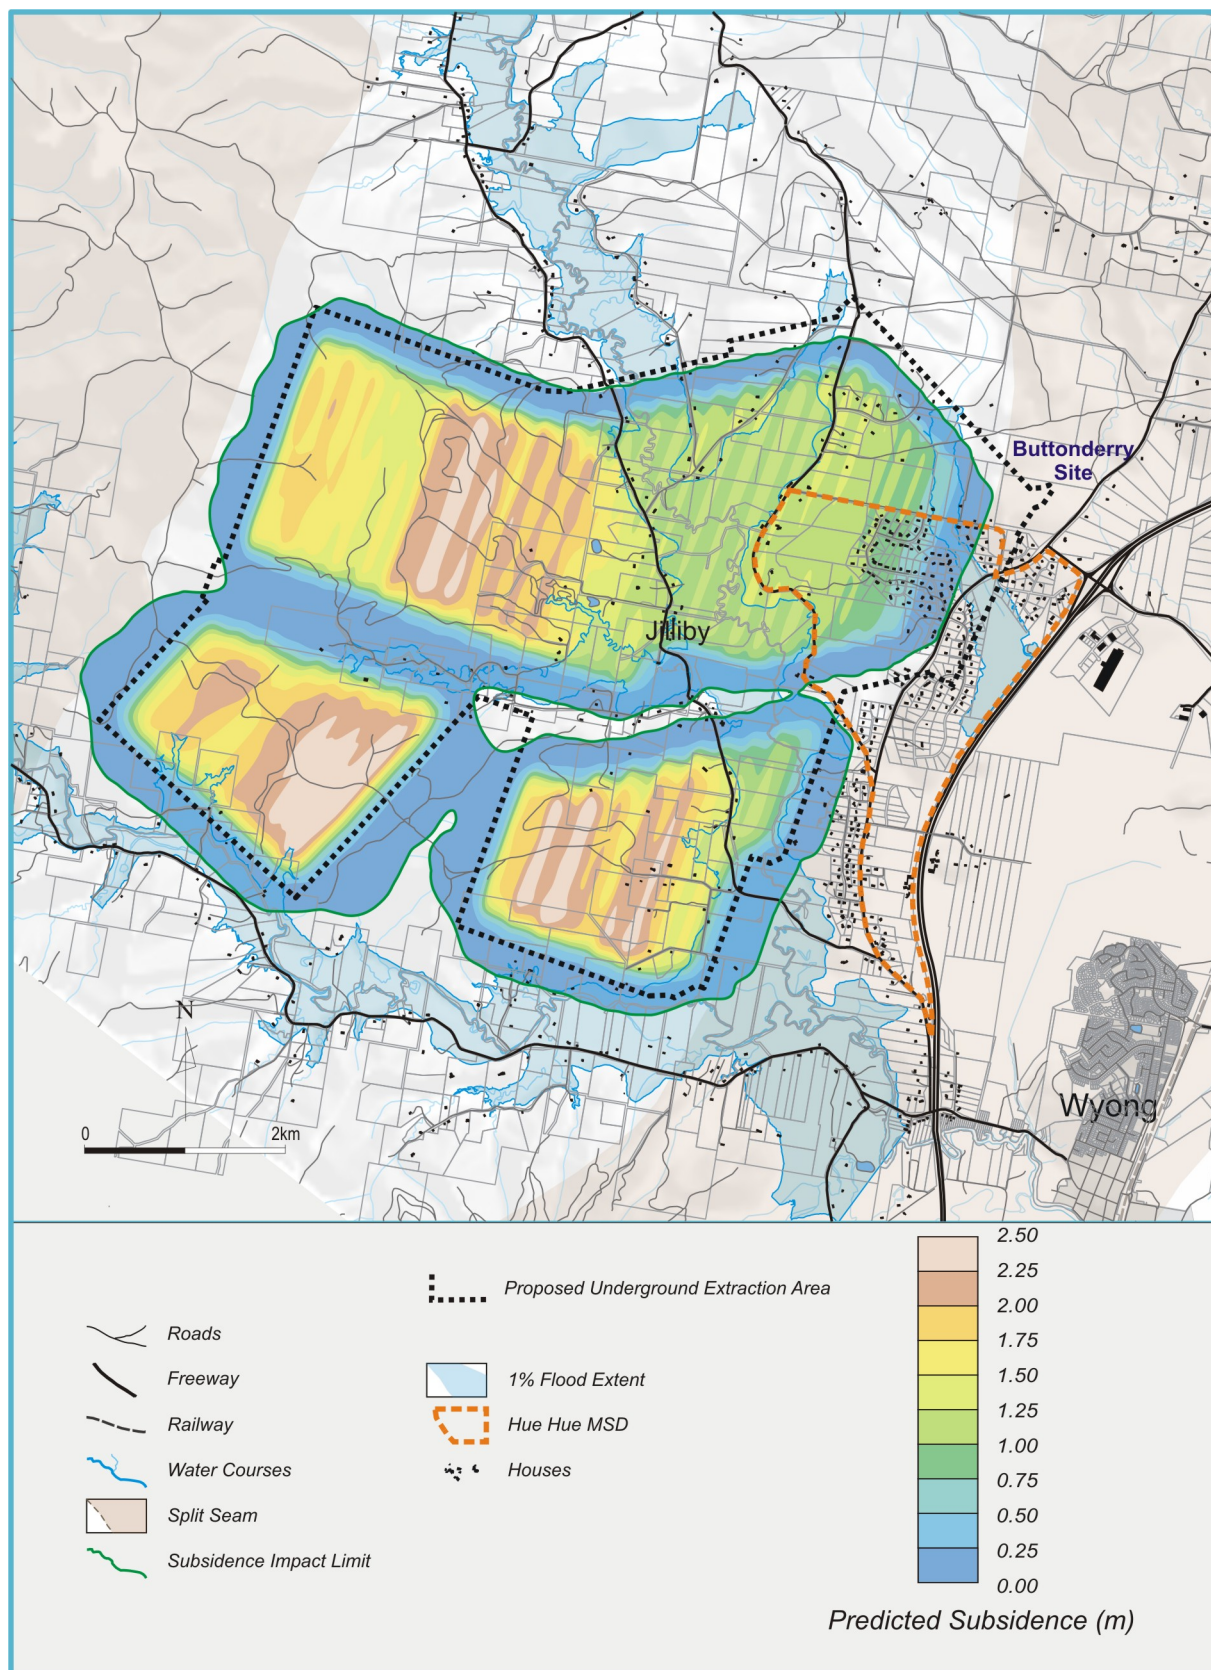 Buttonderry
Site
Jilliby
N
0
2km
Wyong
Proposed Underground Extraction Area
Roads
Freeway
Railway
Water Courses
Split Seam
Subsidence Impact Limit
1% Flood Extent
Hue Hue MSD
Houses
2.50
2.25
2.00
1.75
1.50
1.25
1.00
0.75
0.50
0.25
0.00
Predicted Subsidence (m)